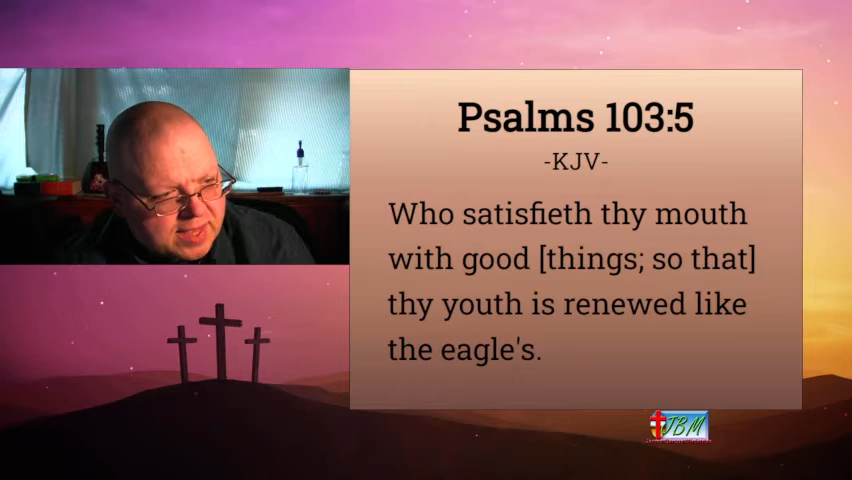 Psalms 103:5
-KJV-
Who satisfieth thy mouth
with good [things; so that]
thy youth is renewed like
the eagle's.
JBM